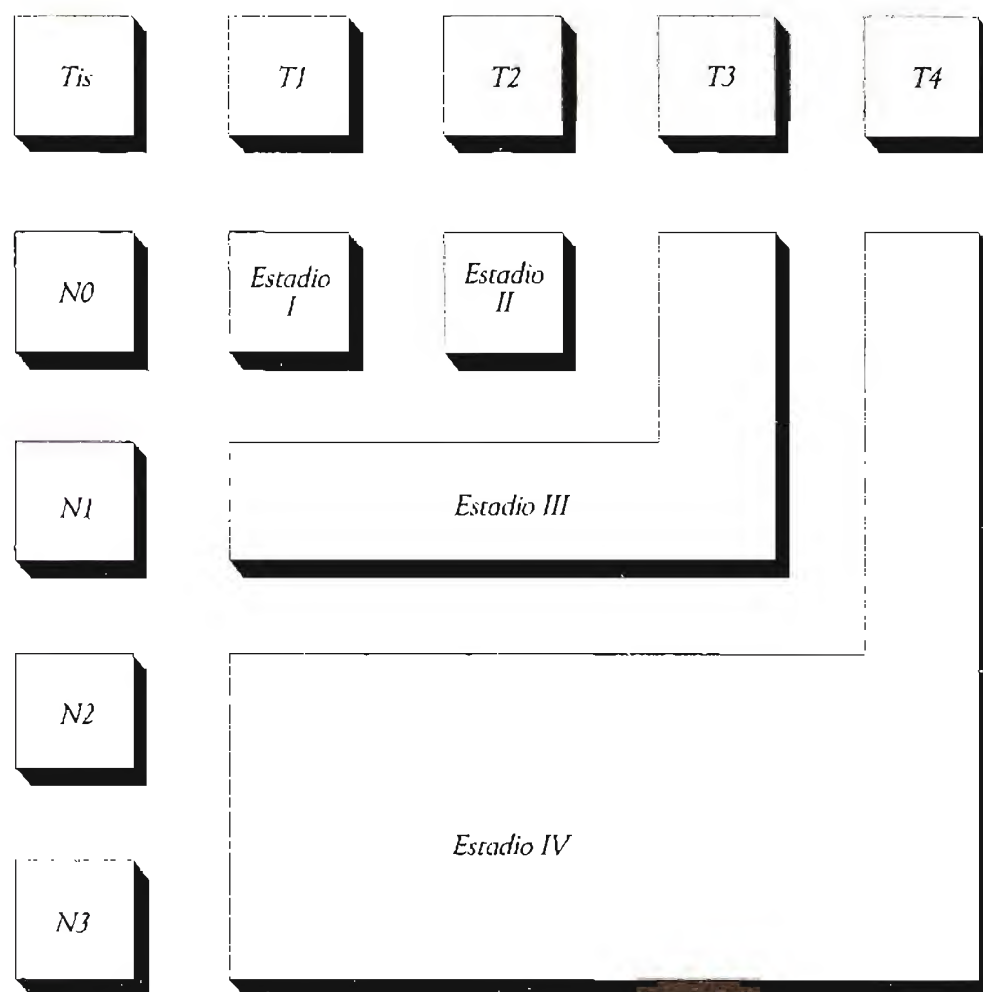 Tis T1 T2 T3 T4
N0 Estadio Estadio
I II
N1 Estadio III
N2
Estadio IV
N3